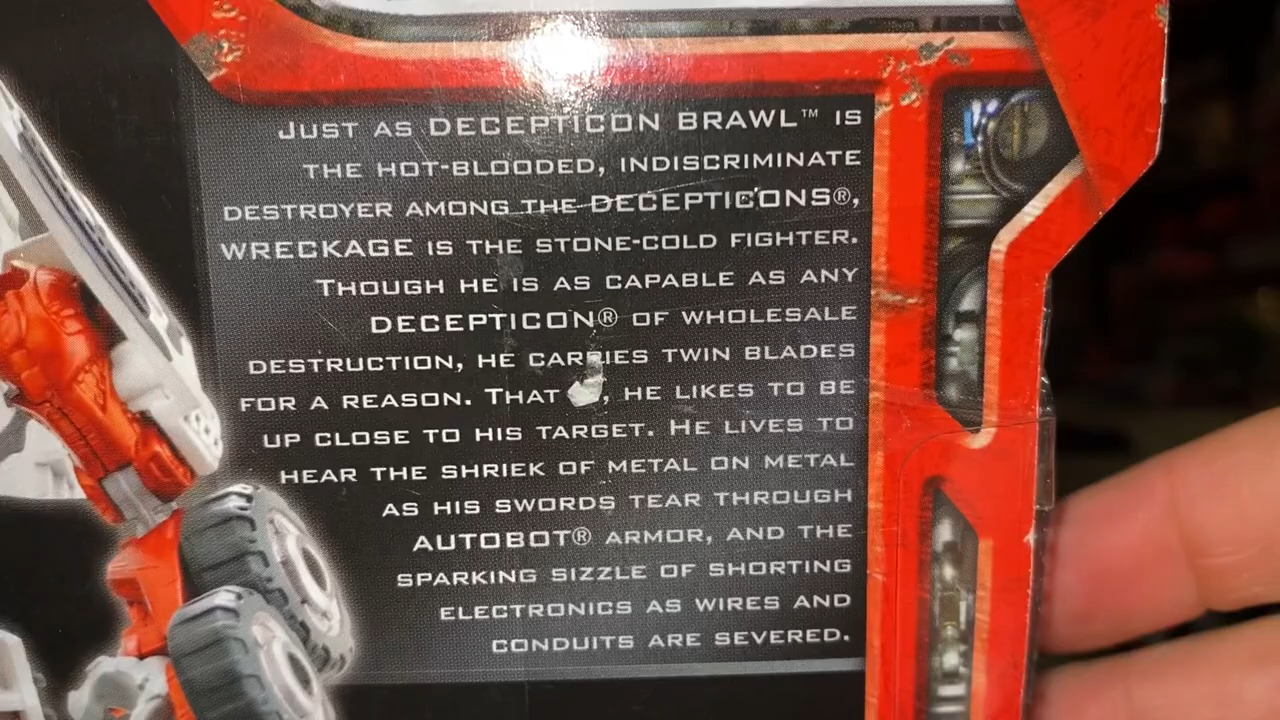 JUST AS DECEPTICON BRAWL™ IS
THE HOT-BLOODED, INDISCRIMINATE
DESTROYER AMONG THE DECEPTICONS®,
WRECKAGE IS THE STONE-COLD FIGHTER.
THOUGH HE IS AS CAPABLE AS ANY
DECEPTICON® OF WHOLESALE
DESTRUCTION, HE CARRIES TWIN BLADES
FOR A REASON. THAT , HE LIKES TO BE
UP CLOSE TO HIS TARGET. HE LIVES TO
HEAR THE SHRIEK OF METAL ON METAL
AS HIS SWORDS TEAR THROUGH
AUTOBOT® ARMOR, AND THE
SPARKING SIZZLE OF SHORTING
ELECTRONICS AS WIRES AND
CONDUITS ARE SEVERED.